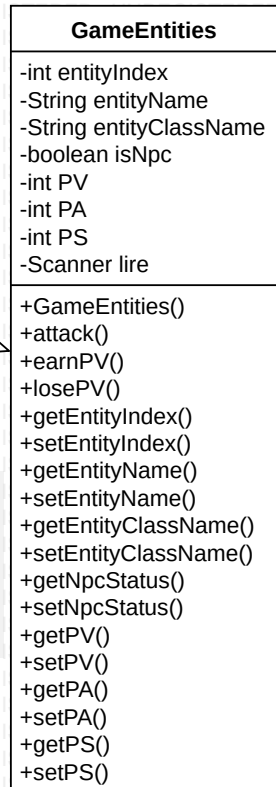 GameEntities
-int entityIndex
-String entityName
-String entityClassName
-boolean isNpc
-int PV
-int PA
-int PS
-Scanner lire
+GameEntities()
+attack()
+earnPV()
+losePV()
+getEntityIndex()
+setEntityIndex()
+getEntityName()
+setEntityName()
+getEntityClassName()
+setEntityClassName()
+getNpcStatus()
+setNpcStatus()
+getPV()
+setPV()
+getPA()
+setPA()
+getPS()
+setPS()